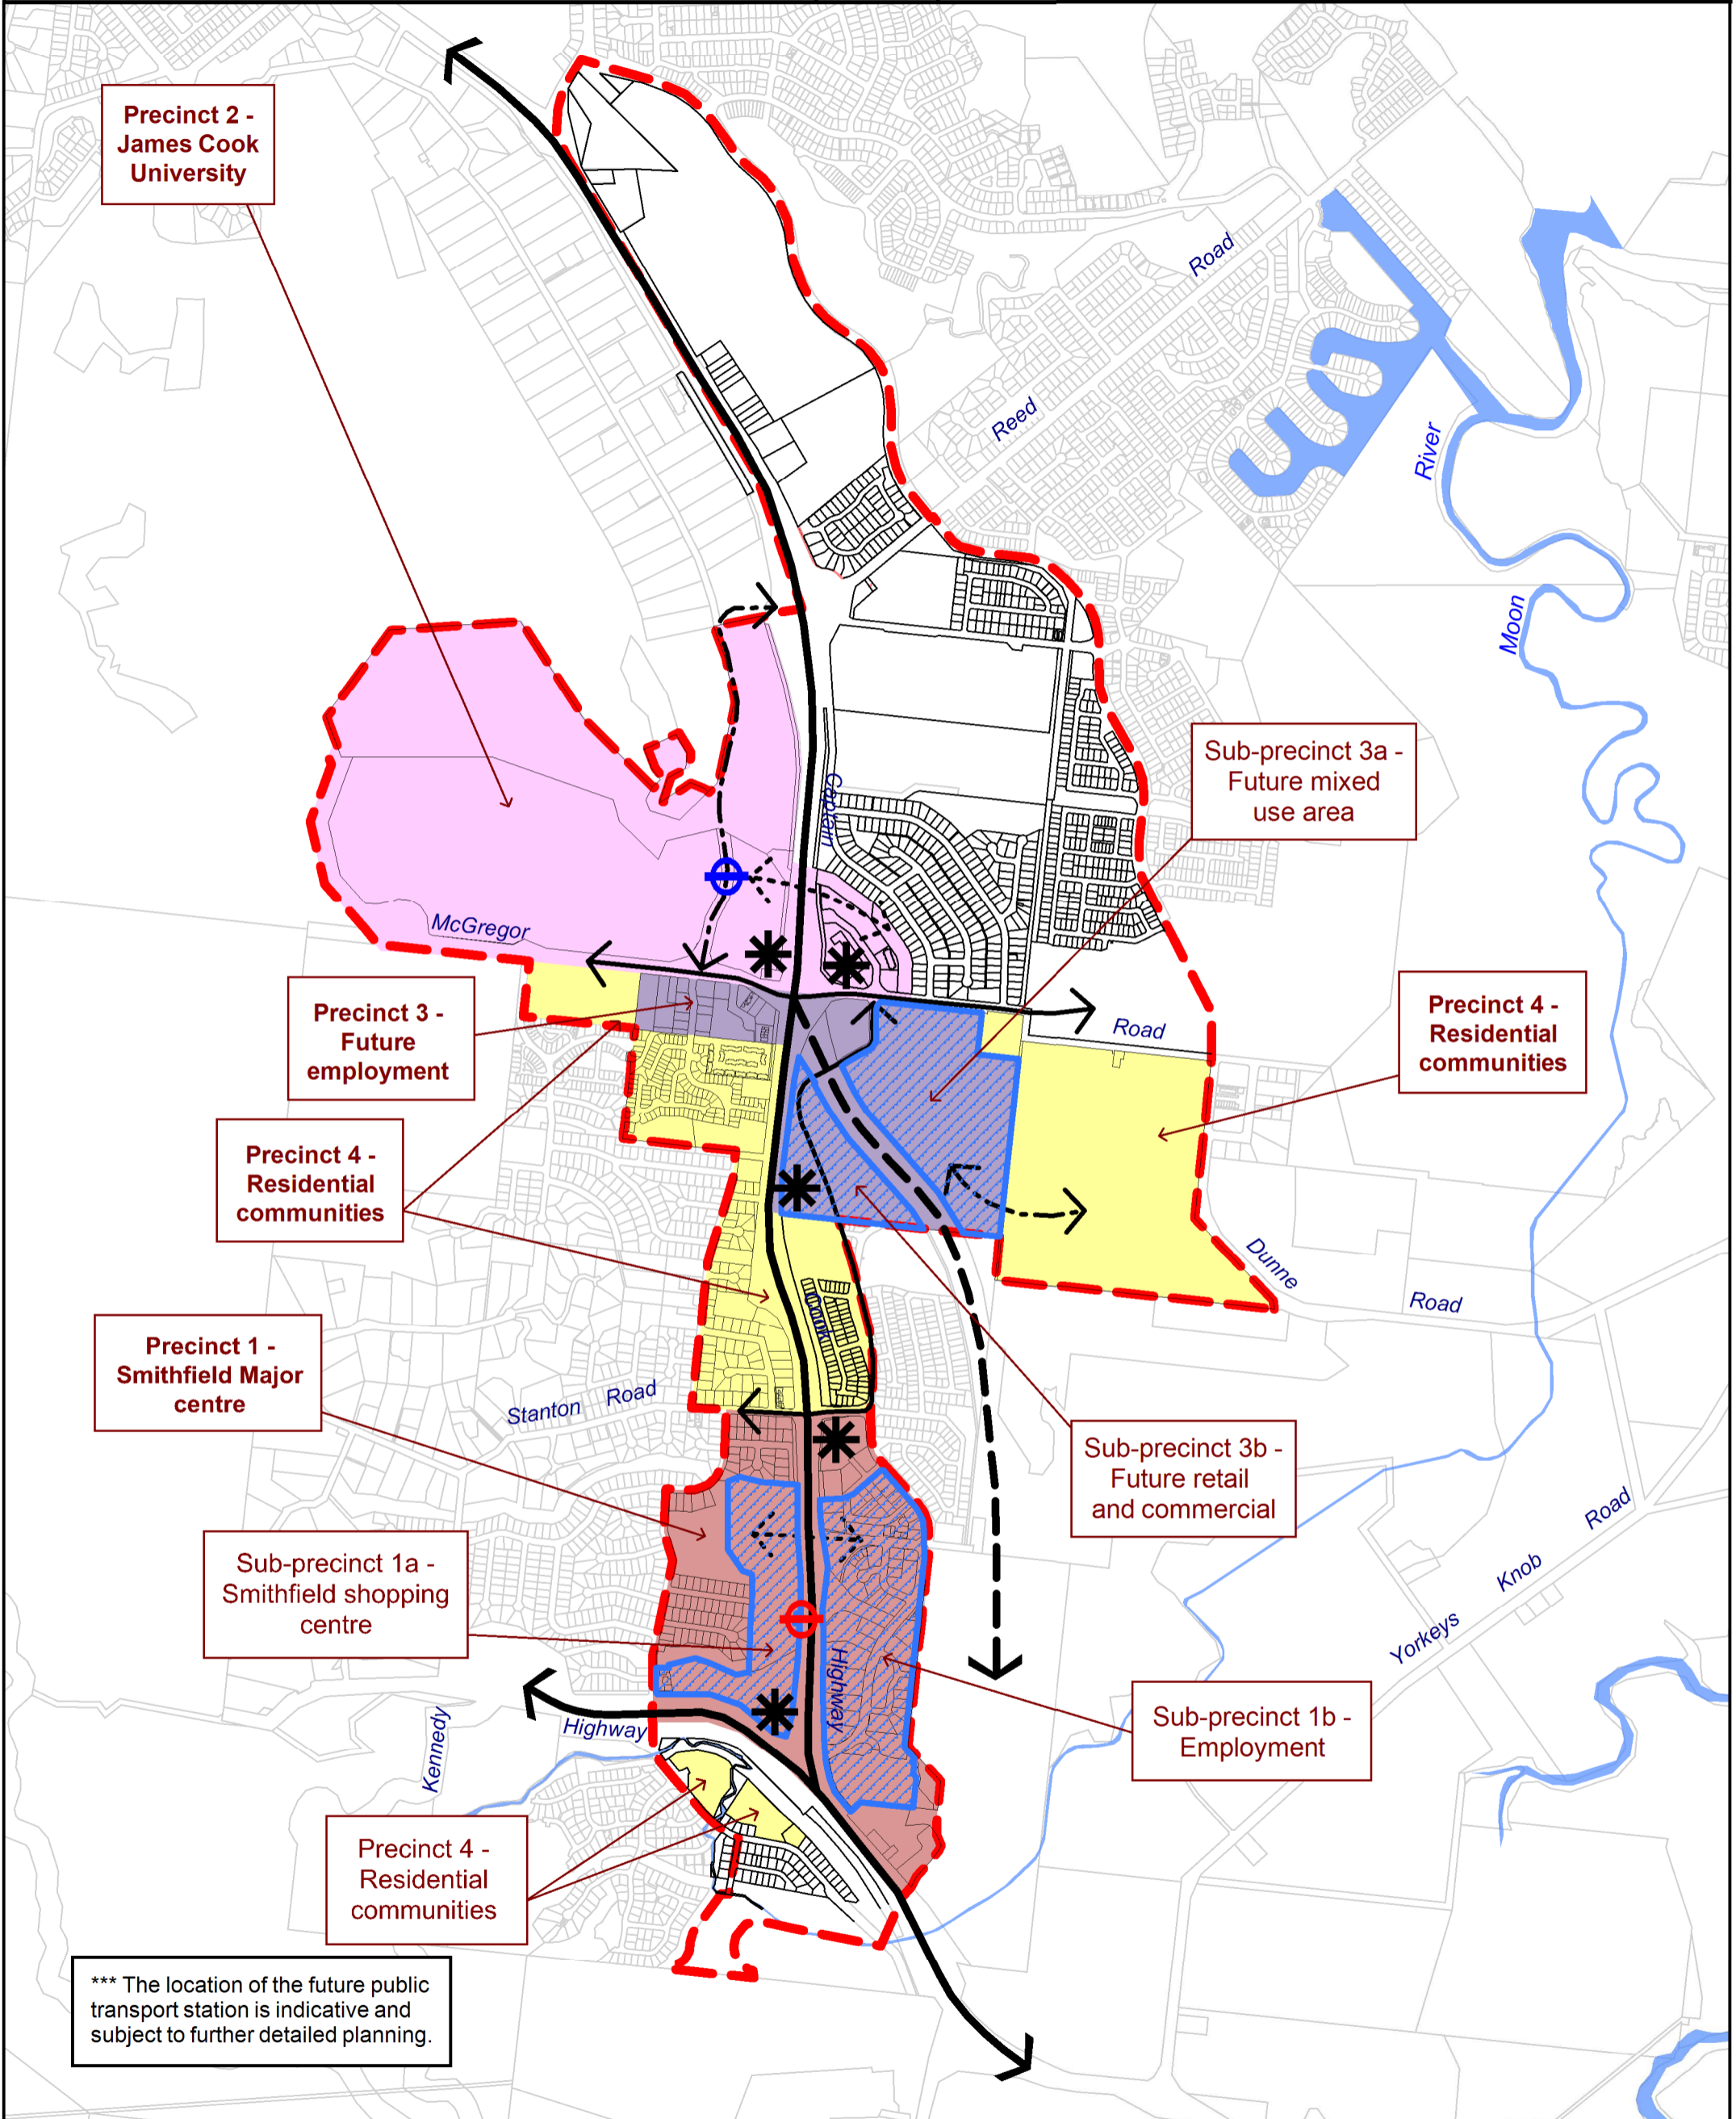 Precinct 2 -
James Cook
University
Road
Reed
River
Moon
Sub-precinct 3a -
Future mixed
use area
Captain
McGregor
Precinct 3 -
Future
employment
Road
Precinct 4 -
Residential
communities
Precinct 4 -
Residential
communities
Dunne
Road
Cook
Precinct 1 -
Smithfield Major
centre
Stanton Road
Sub-precinct 3b -
Future retail
and commercial
Road
Knob
Yorkeys
Sub-precinct 1a -
Smithfield shopping
centre
Highway
Sub-precinct 1b -
Employment
Kennedy
Highway
Precinct 4 -
Residential
communities
*** The location of the future public
transport station is indicative and
subject to further detailed planning.